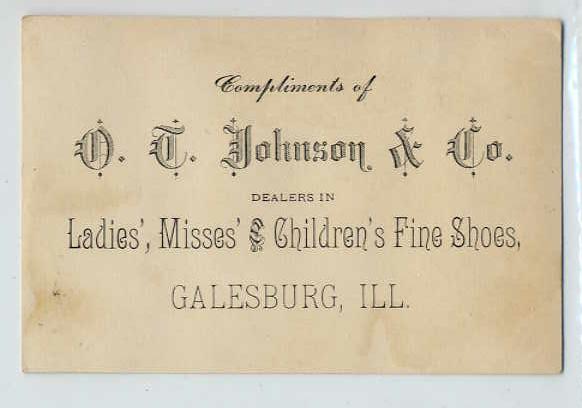 Compliments of
O. T. Johnson & Co.
DEALERS IN
Ladies', Misses' & Children's Fine Shoes,
GALESBURG, ILL.